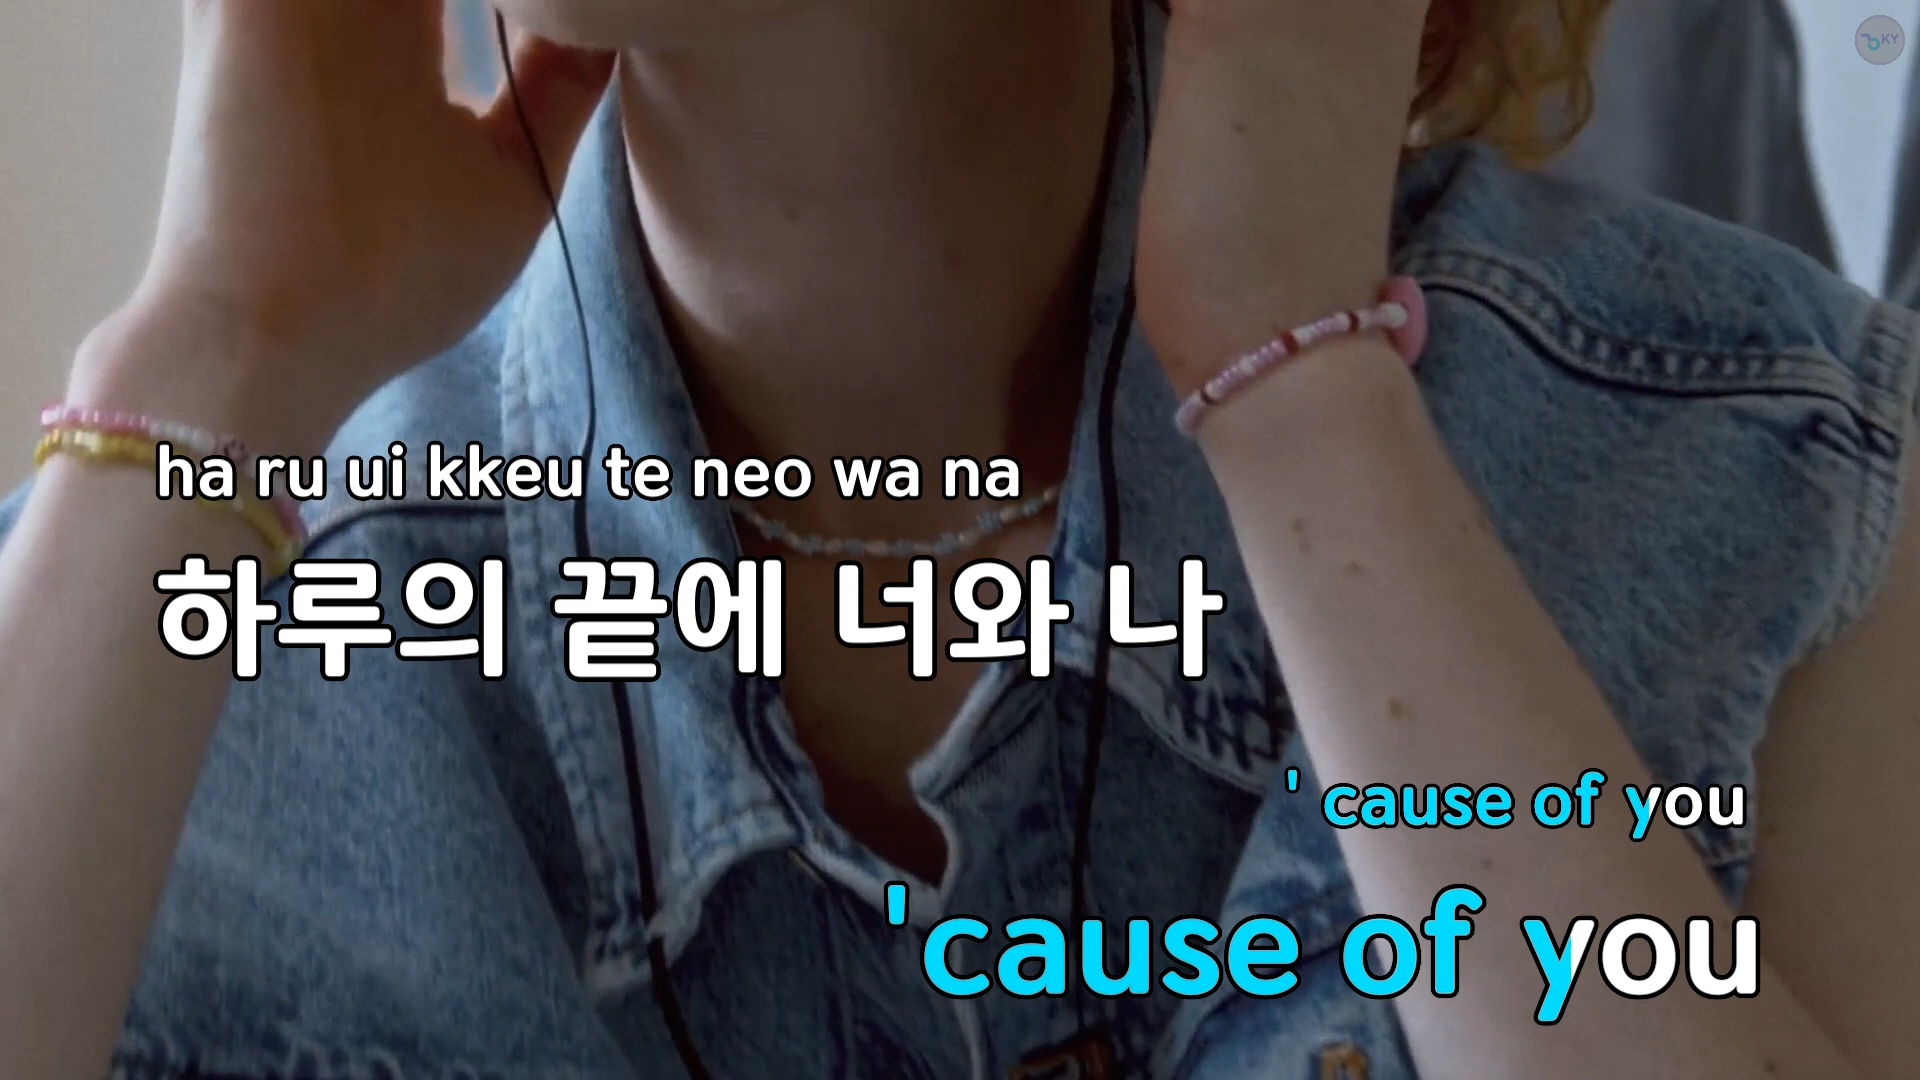 KY
ha ru ui kkeu te neo wa na
하루의 끝에 너와 나
' cause of you
'cause of you